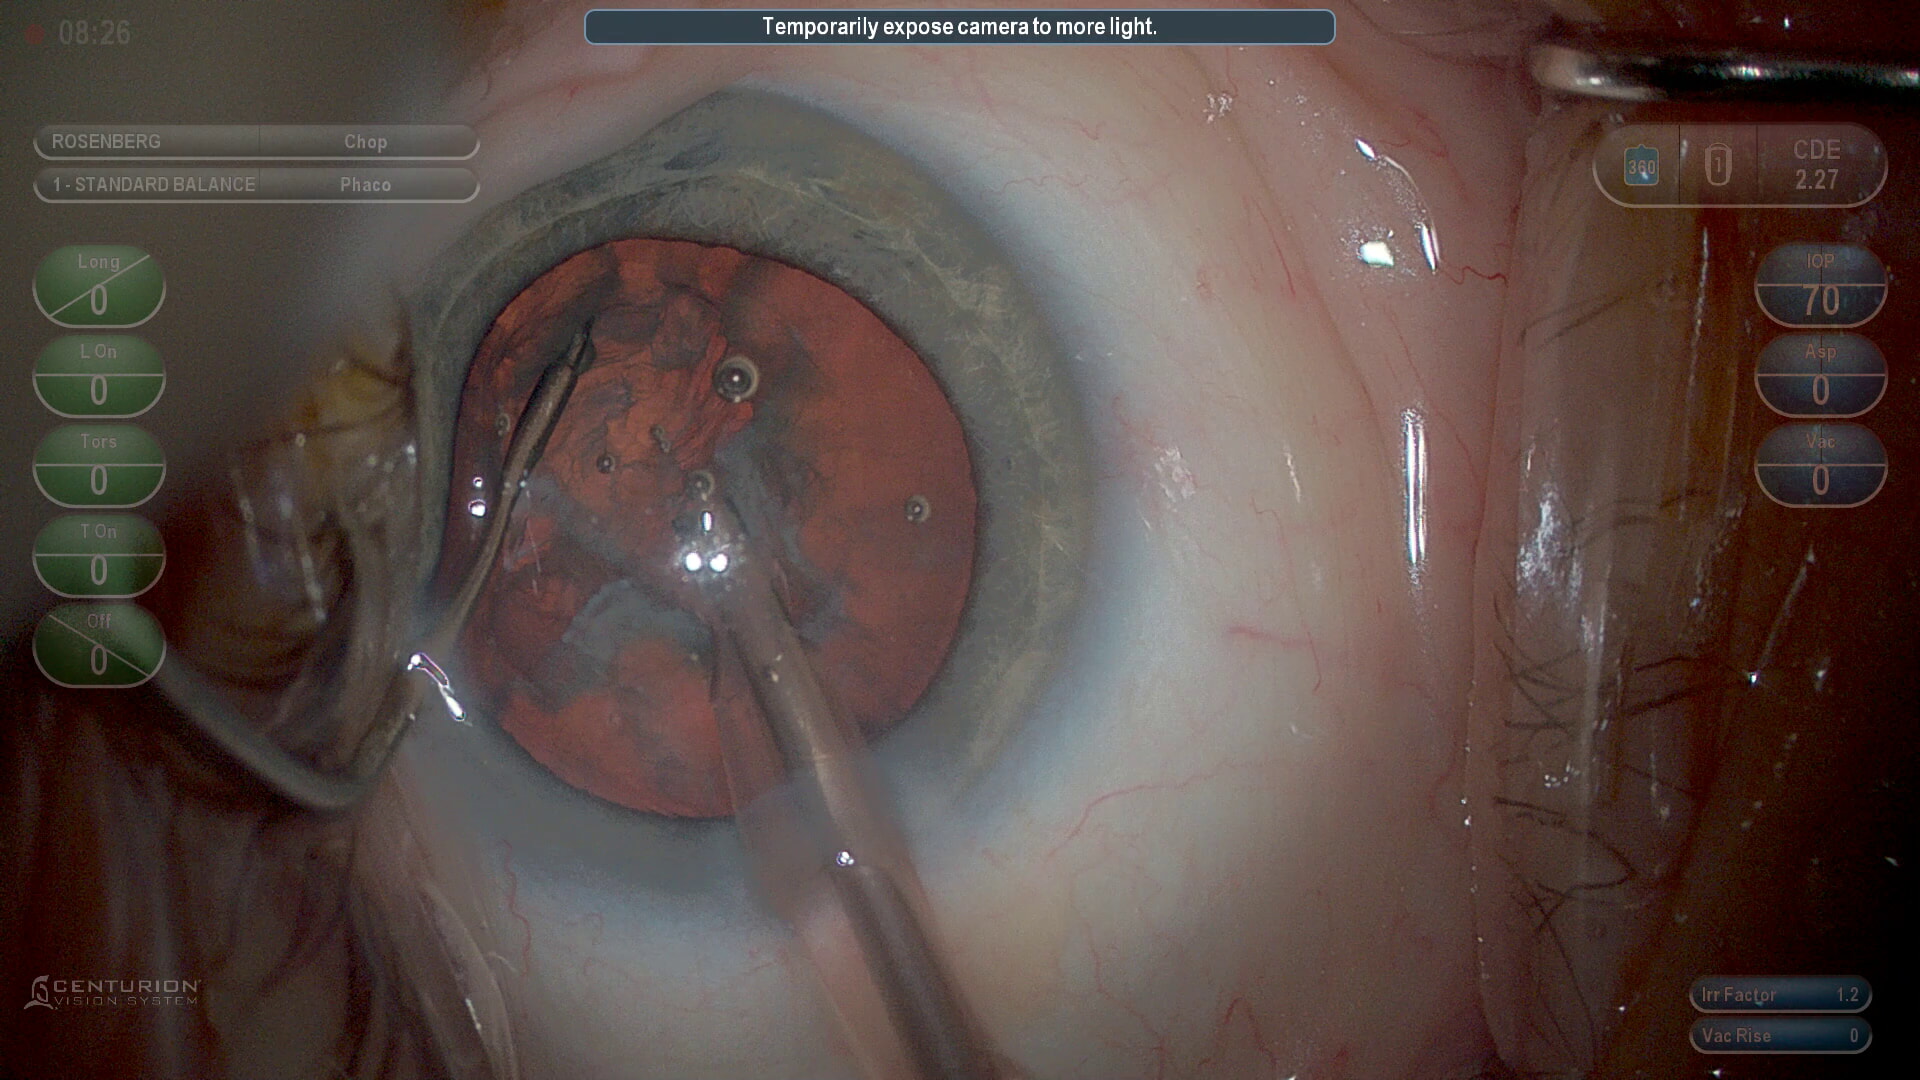 Temporarily expose camera to more light.
08:26
ROSENBERG Chop
1 - STANDARD BALANCE Phaco
Long
0
L On
0
Tors
0
T On
0
Off
0
360 1 CDE
2.27
IOP
70
Asp
0
Vac
0
CENTURION
VISION SYSTEM
Irr Factor 1.2
Vac Rise 0